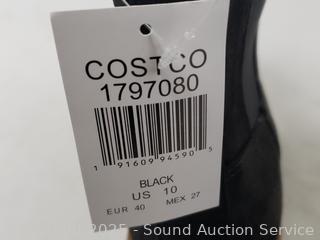 COSTCO
1797080
1 91609 94590 5
BLACK
US 10
EUR 40 MEX 27
2025 - Sound Auction Service